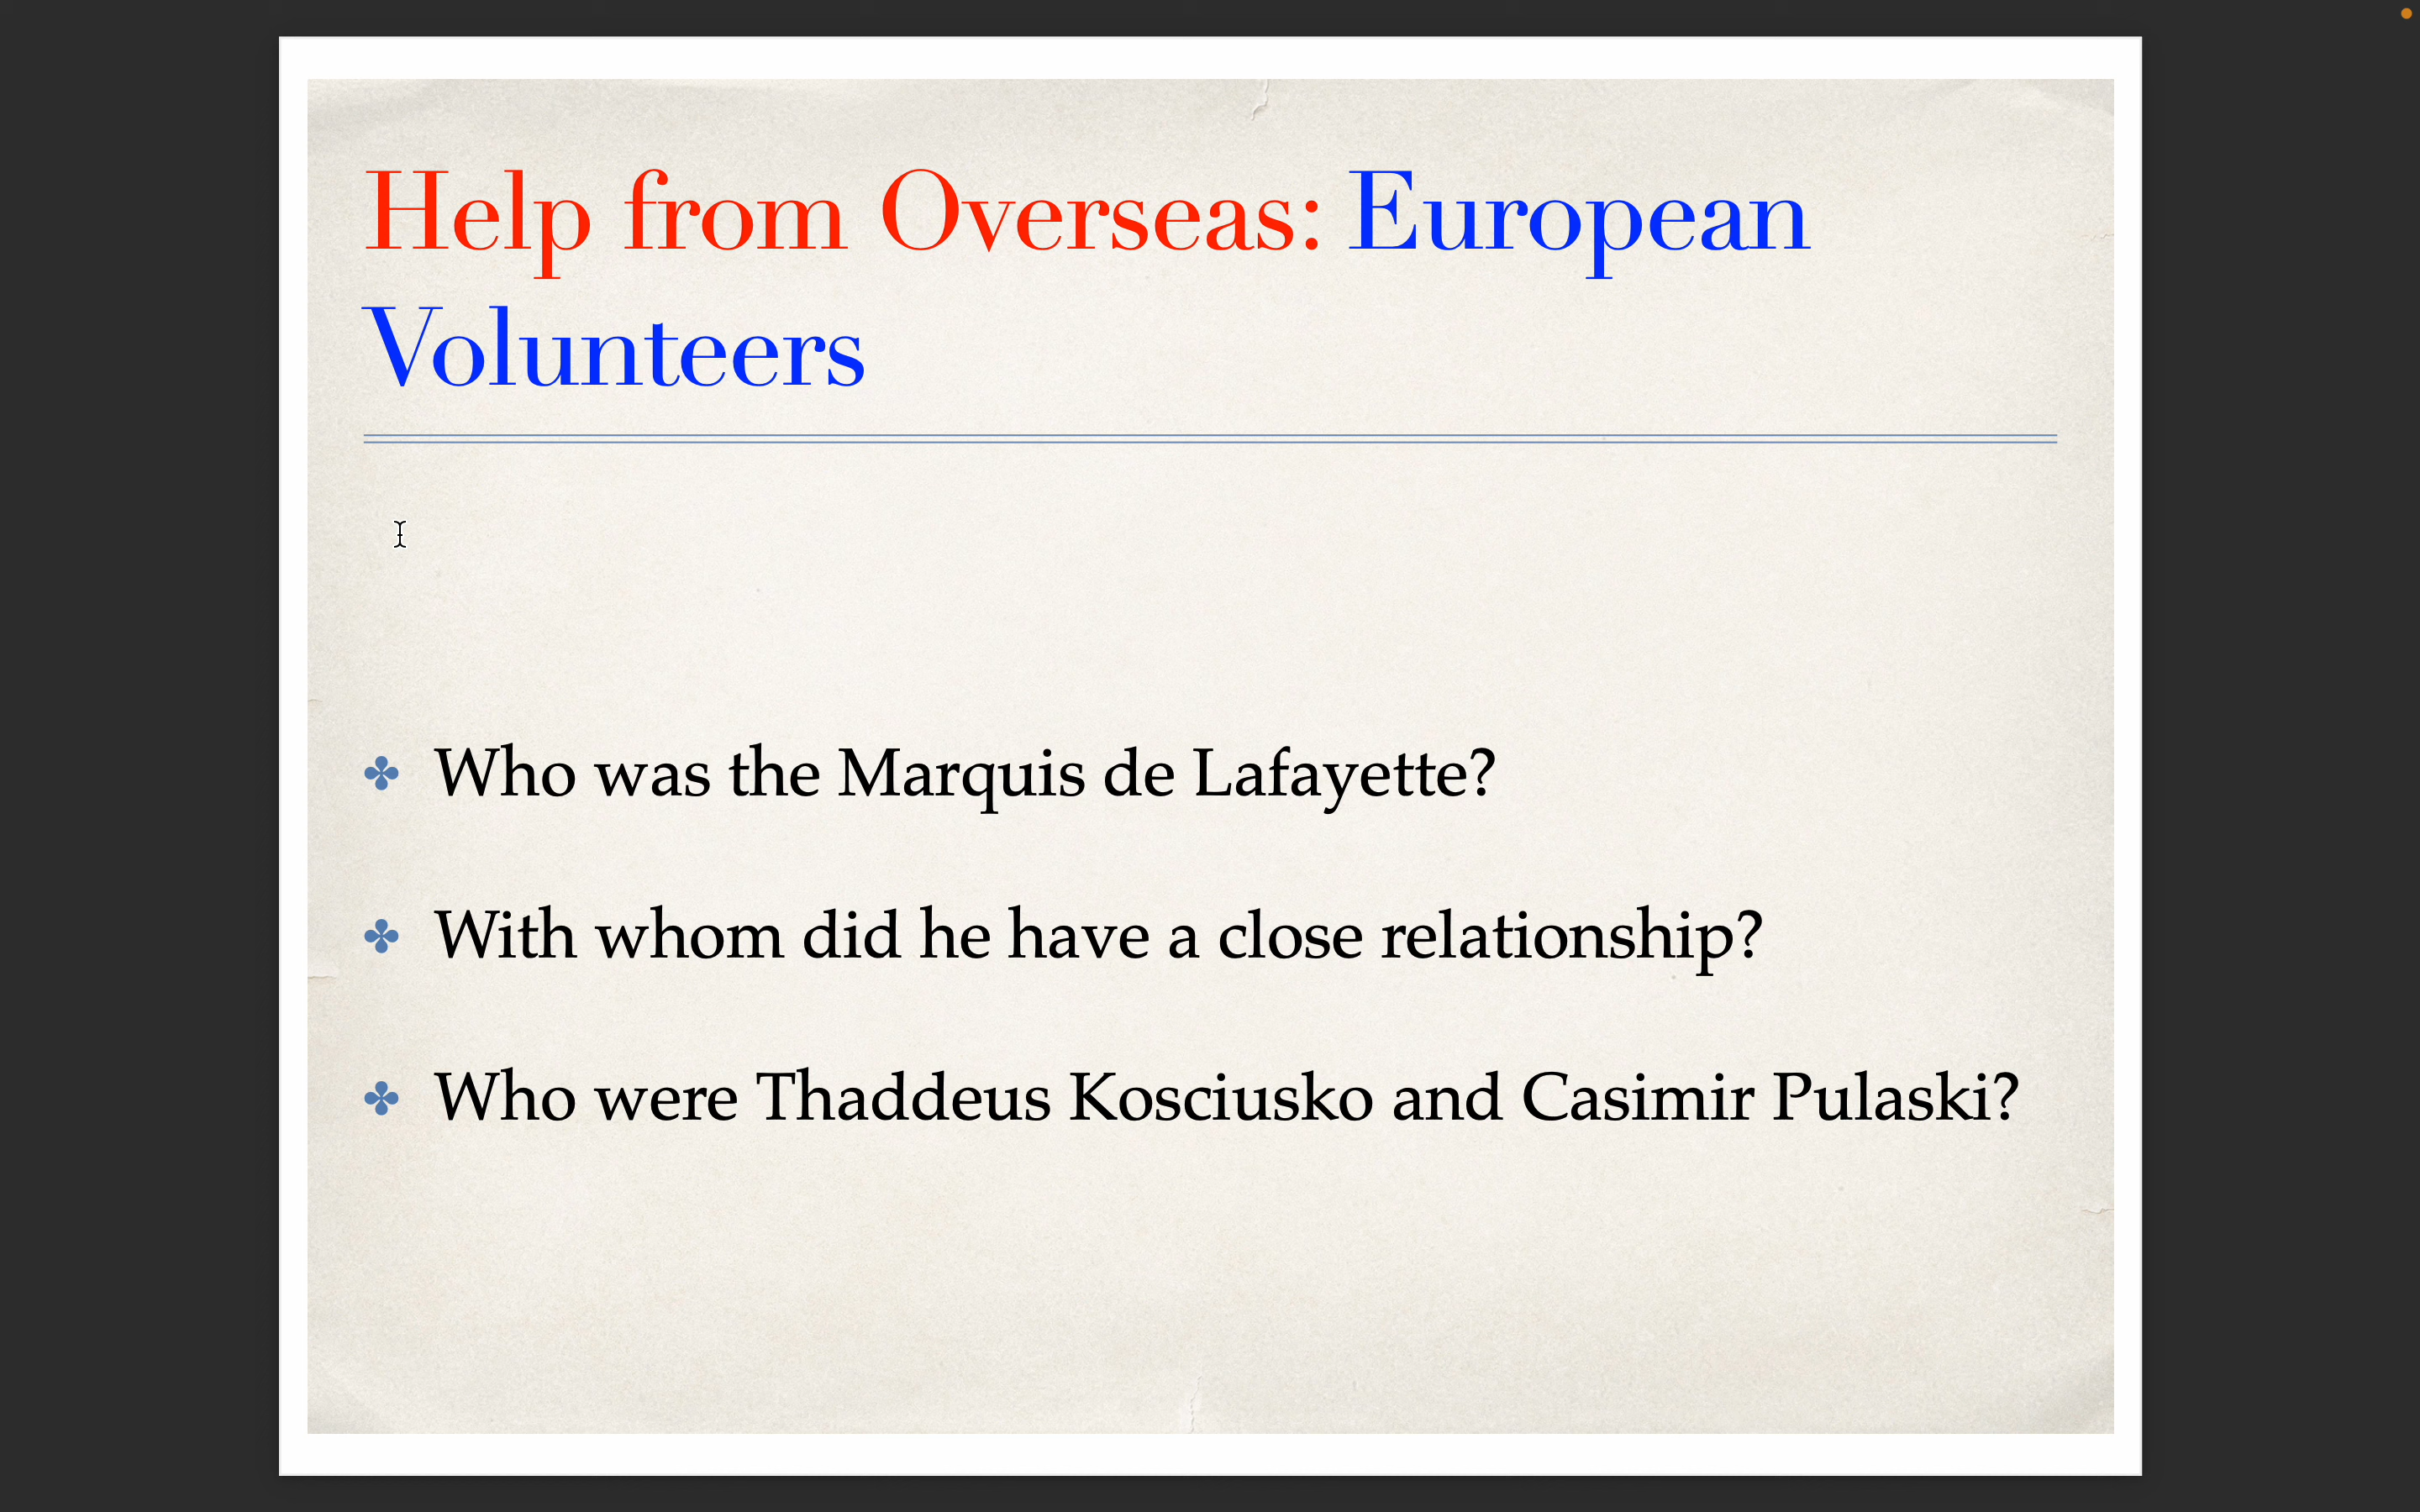 Help from Overseas: European
Volunteers
Who was the Marquis de Lafayette?
With whom did he have a close relationship?
Who were Thaddeus Kosciusko and Casimir Pulaski?